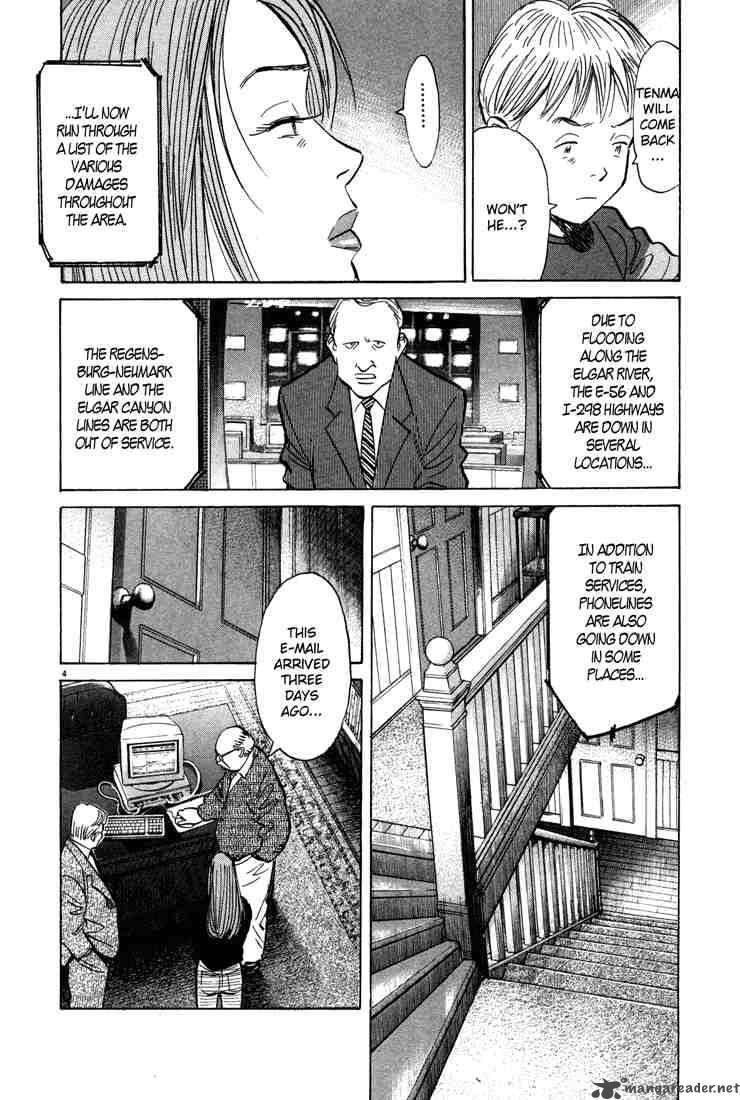 TENMA
WILL
COME
BACK
...
WON'T
HE...?
........
...I'LL NOW
RUN THROUGH
A LIST OF THE
VARIOUS
DAMAGES
THROUGHOUT
THE AREA.
DUE TO
FLOODING
ALONG THE
ELGAR RIVER,
THE E-56 AND
I-298 HIGHWAYS
ARE DOWN IN
SEVERAL
LOCATIONS...
THE REGENS-
BURG-NEUMARK
LINE AND THE
ELGAR CANYON
LINES ARE BOTH
OUT OF SERVICE.
IN ADDITION
TO TRAIN
SERVICES,
PHONELINES
ARE ALSO
GOING DOWN
IN SOME
PLACES...
THIS
E-MAIL
ARRIVED
THREE
DAYS
AGO...
4
mangareader.net